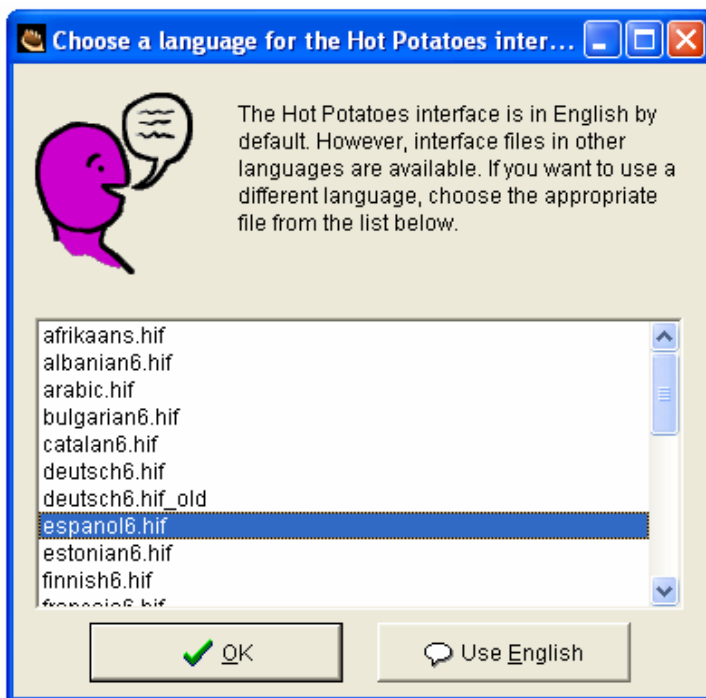 Choose a language for the Hot Potatoes inter...
The Hot Potatoes interface is in English by
default. However, interface files in other
languages are available. If you want to use a
different language, choose the appropriate
file from the list below.
afrikaans.hif
albanian6.hif
arabic.hif
bulgarian6.hif
catalan6.hif
deutsch6.hif
deutsch6.hif_old
espanol6.hif
estonian6.hif
finnish6.hif
OK
Use English